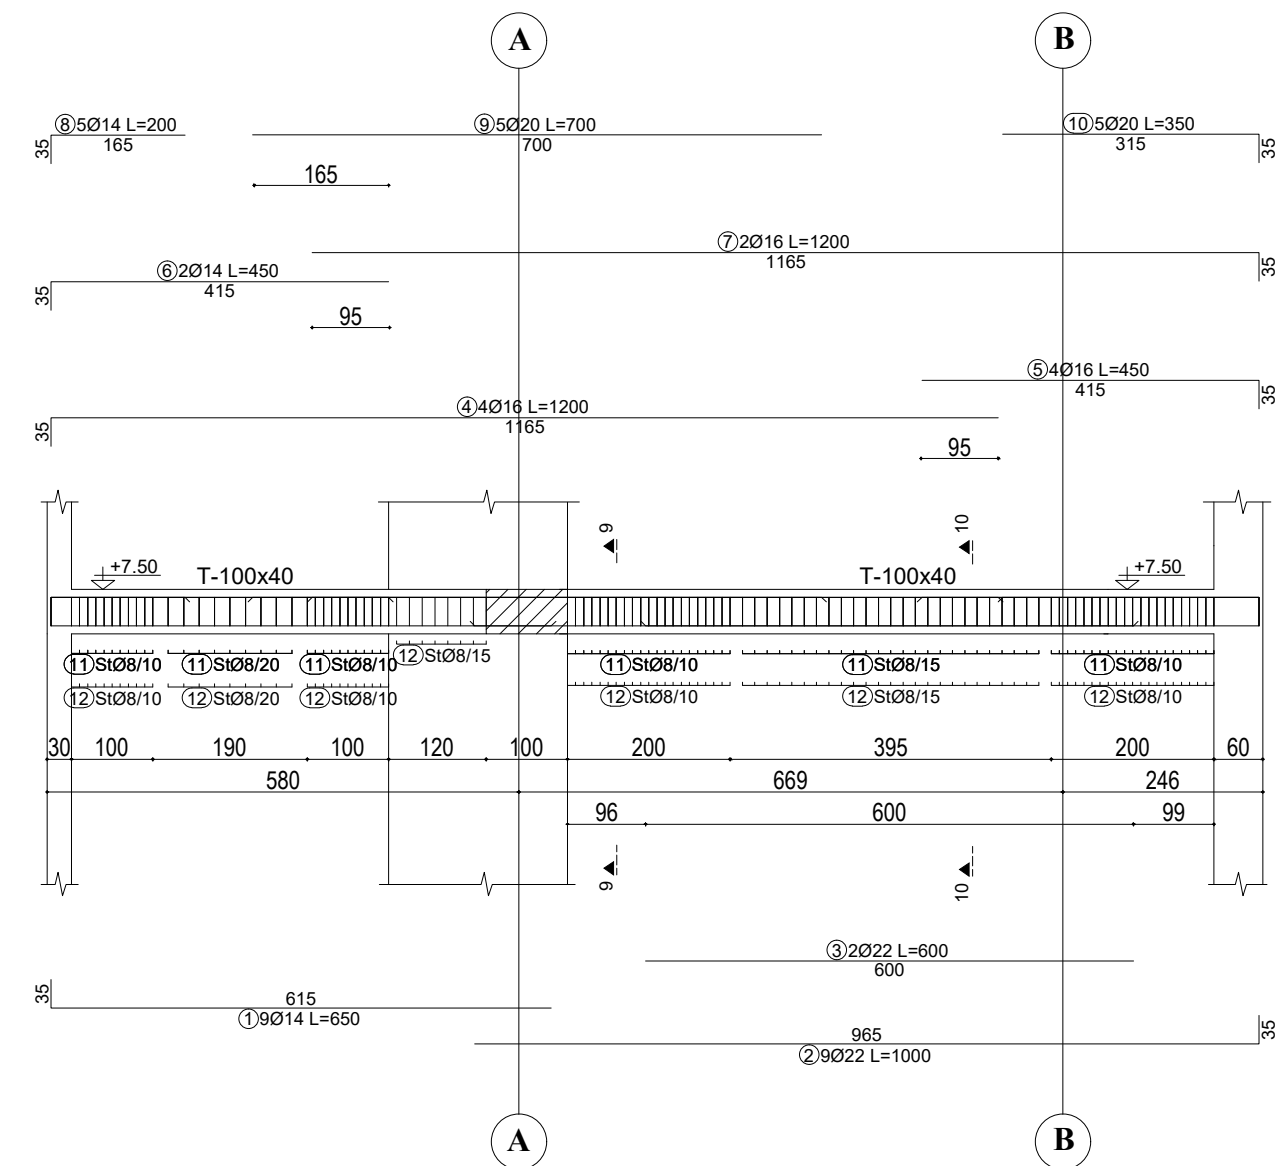 A B
⑧5Ø14 L=200 ⑨5Ø20 L=700 ⑩5Ø20 L=350
35 165 700 315 35
165
⑦2Ø16 L=1200
⑥2Ø14 L=450 1165 35
35 415
95
⑤4Ø16 L=450
④4Ø16 L=1200 415 35
35 1165
95
9 10
+7.50 T-100x40 T-100x40 +7.50
⑫StØ8/15
⑪StØ8/10 ⑪StØ8/20 ⑪StØ8/10 ⑪StØ8/10 ⑪StØ8/15 ⑪StØ8/10
⑫StØ8/10 ⑫StØ8/20 ⑫StØ8/10 ⑫StØ8/10 ⑫StØ8/15 ⑫StØ8/10
30 100 190 100 120 100 200 395 200 60
580 669 246
96 600 99
9 10
③2Ø22 L=600
600
35 615
①9Ø14 L=650
965 35
②9Ø22 L=1000
A B